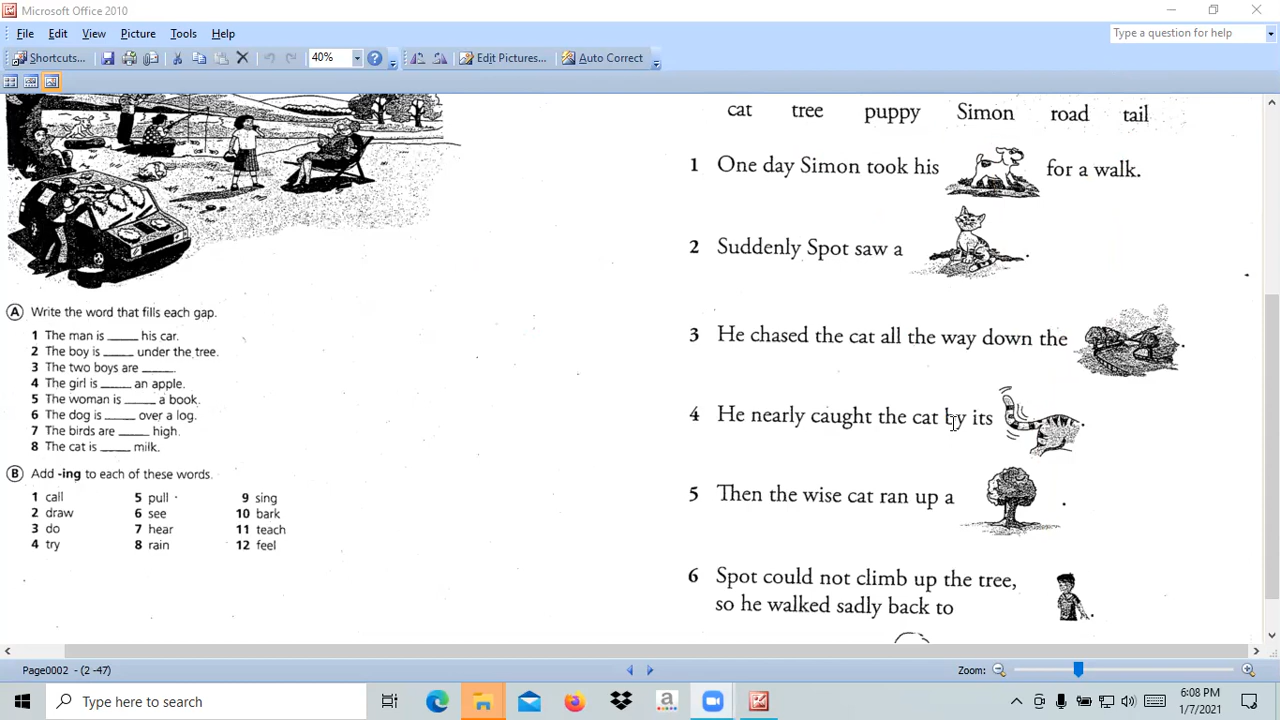 Microsoft Office 2010
File Edit View Picture Tools Help
Type a question for help
Shortcuts... 40% Edit Pictures... Auto Correct
cat tree puppy Simon road tail
1 One day Simon took his for a walk.
2 Suddenly Spot saw a .
3 He chased the cat all the way down the .
4 He nearly caught the cat by its .
5 Then the wise cat ran up a .
6 Spot could not climb up the tree,
so he walked sadly back to .
A Write the word that fills each gap.
1 The man is _____ his car.
2 The boy is _____ under the tree.
3 The two boys are _____.
4 The girl is _____ an apple.
5 The woman is _____ a book.
6 The dog is _____ over a log.
7 The birds are _____ high.
8 The cat is _____ milk.
B Add -ing to each of these words.
1 call 5 pull 9 sing
2 draw 6 see 10 bark
3 do 7 hear 11 teach
4 try 8 rain 12 feel
Page0002 - (2 -47) Zoom:
Type here to search
6:08 PM
1/7/2021